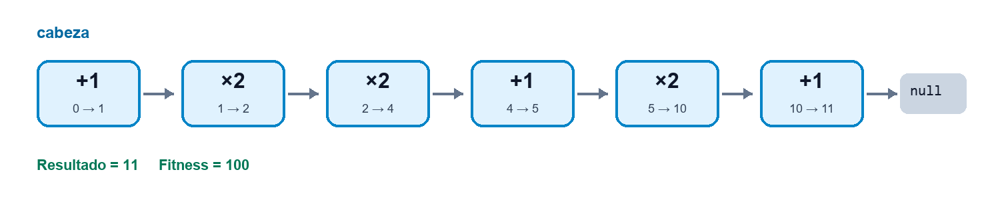 cabeza
+1 ×2 ×2 +1 ×2 +1
0 → 1 1 → 2 2 → 4 4 → 5 5 → 10 10 → 11
null
Resultado = 11 Fitness = 100